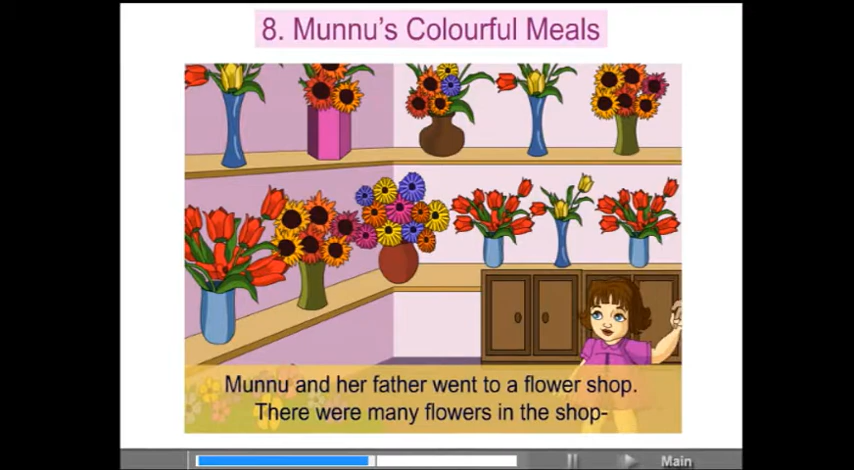 8. Munnu's Colourful Meals
Munnu and her father went to a flower shop.
There were many flowers in the shop-
Main